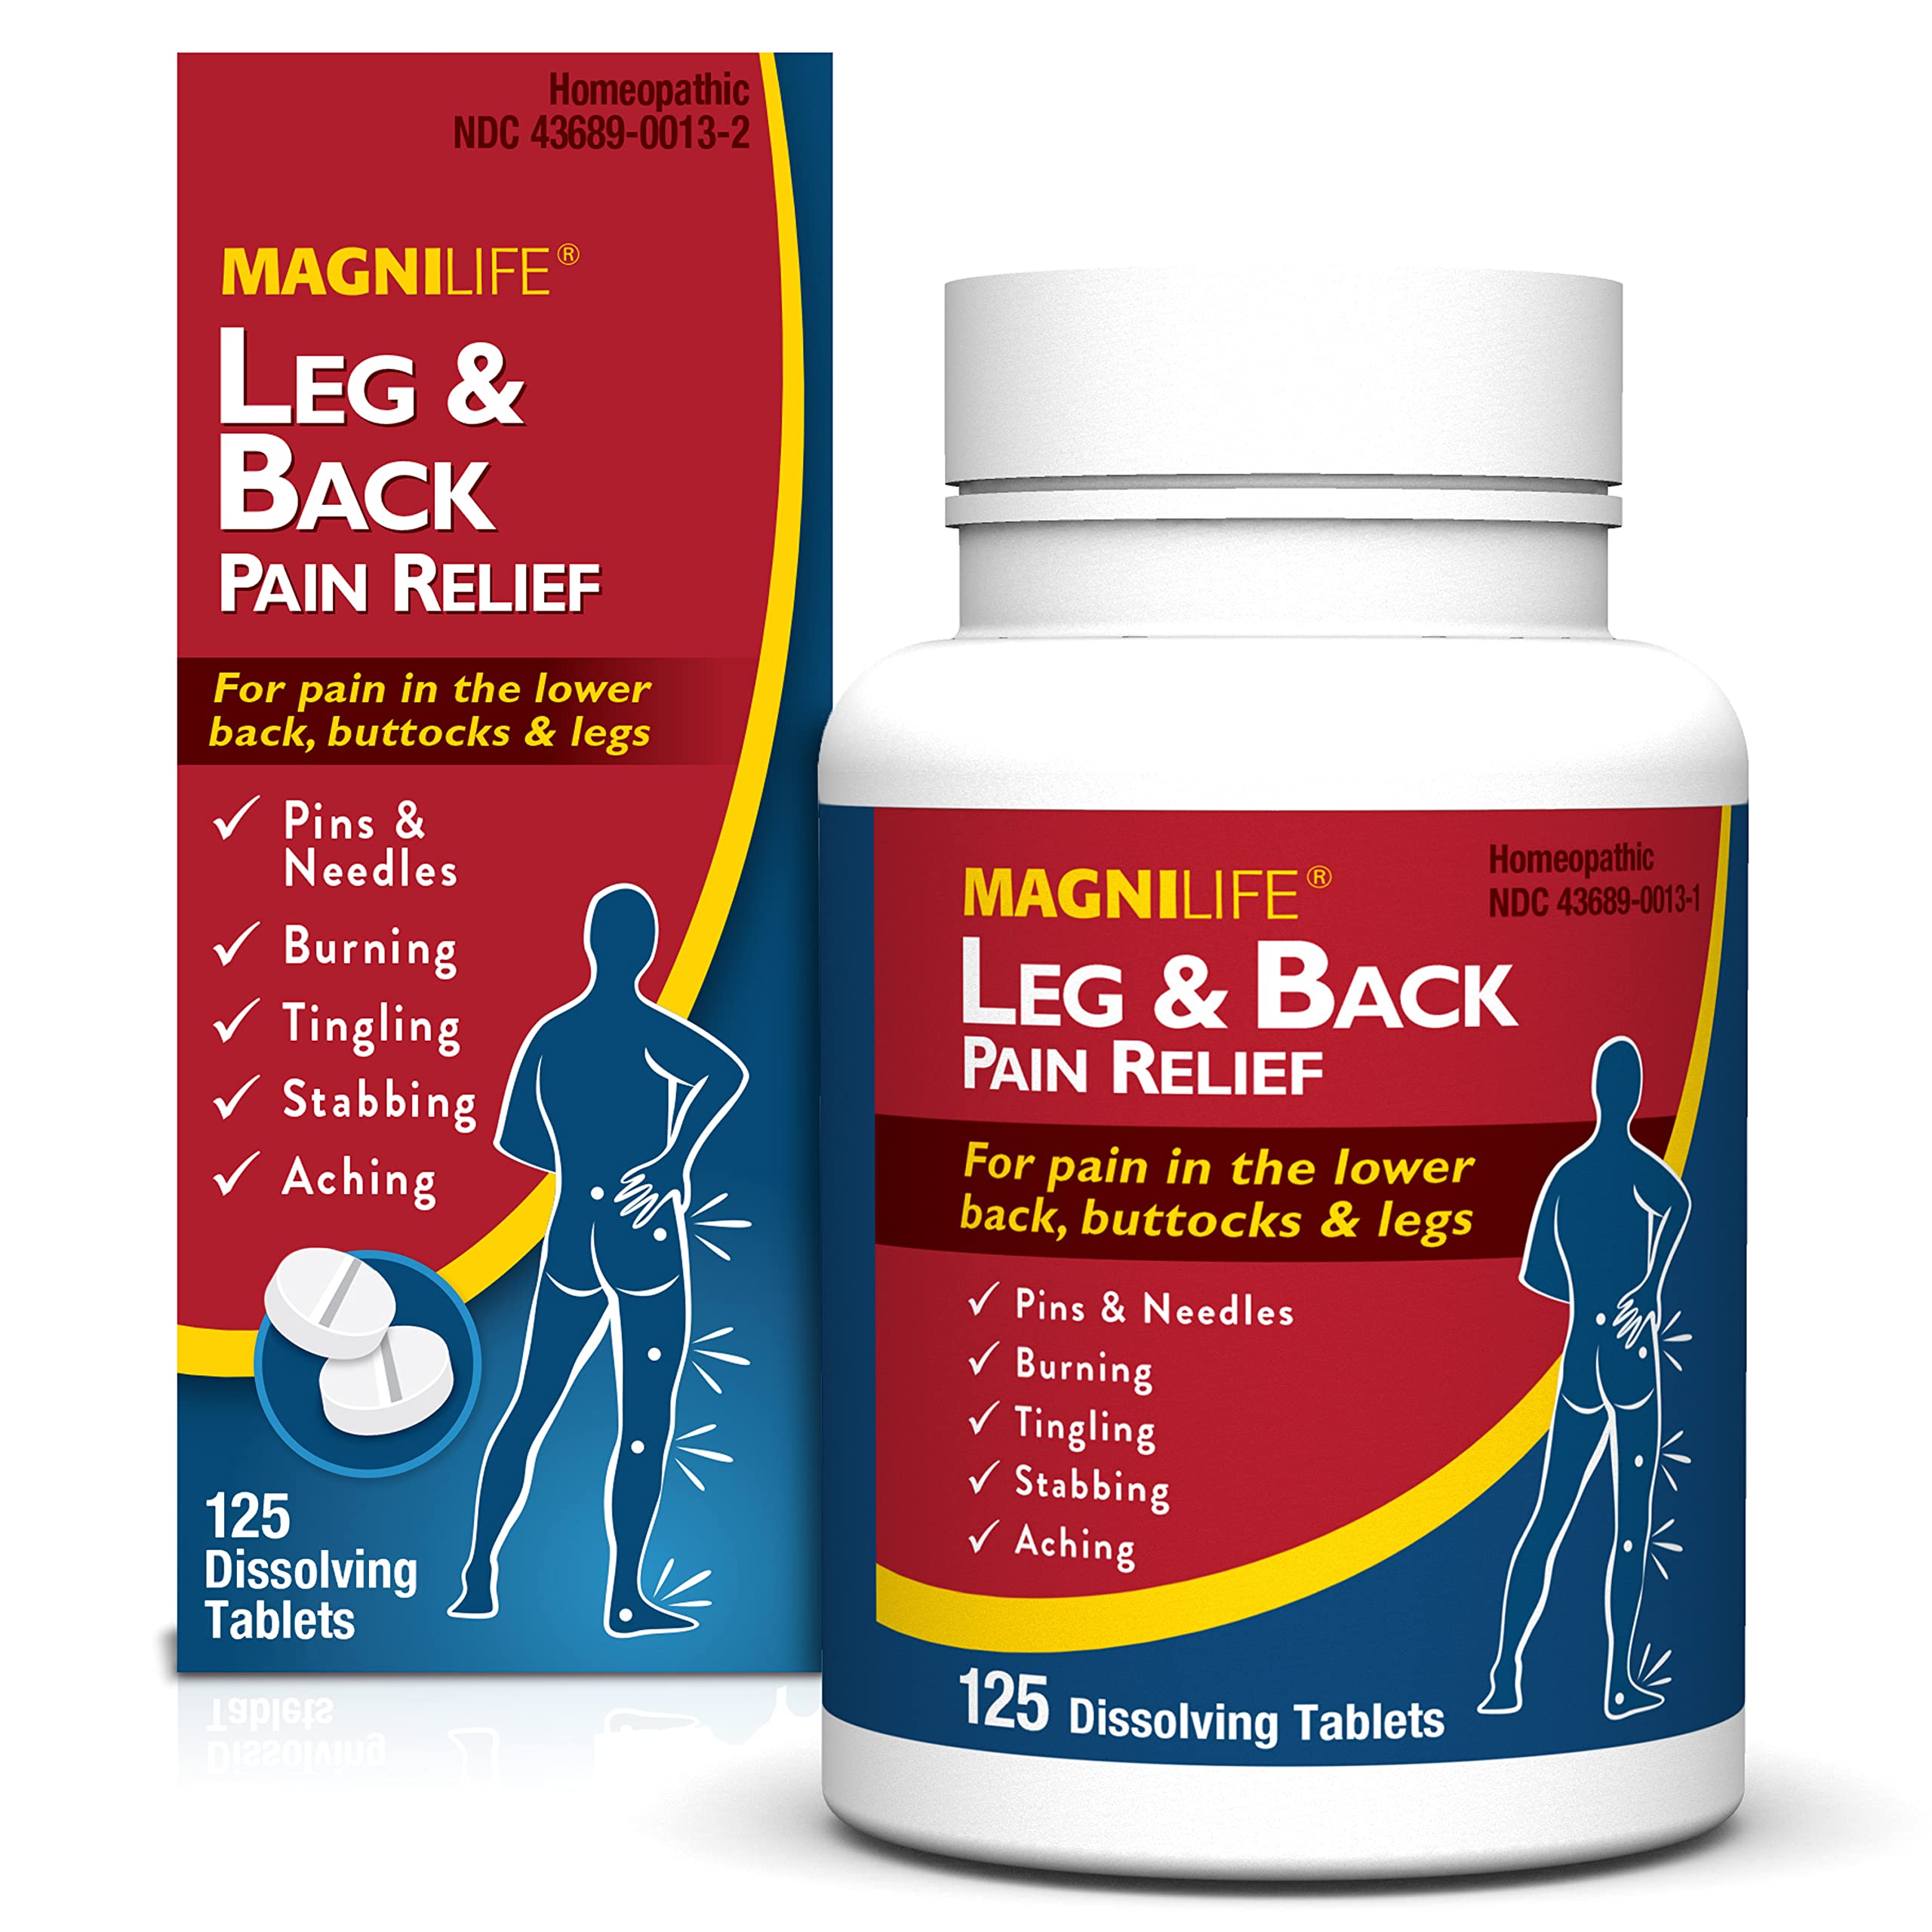 Homeopathic
NDC 43689-0013-2
MAGNILIFE®
LEG &
BACK
PAIN RELIEF
For pain in the lower
back, buttocks & legs
✓ Pins &
Needles
✓ Burning
✓ Tingling
✓ Stabbing
✓ Aching
125
Dissolving
Tablets
Homeopathic
NDC 43689-0013-1
MAGNILIFE®
LEG & BACK
PAIN RELIEF
For pain in the lower
back, buttocks & legs
✓ Pins & Needles
✓ Burning
✓ Tingling
✓ Stabbing
✓ Aching
125 Dissolving Tablets